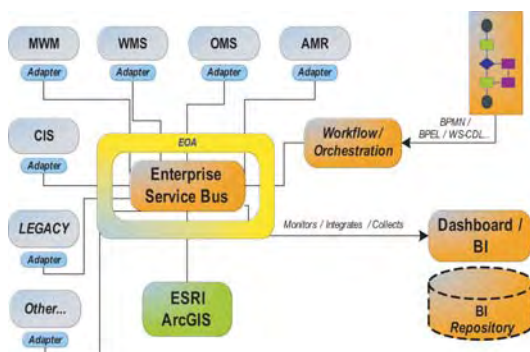 MWM
WMS
OMS
AMR
Adapter
Adapter
Adapter
Adapter
CIS
Adapter
EOA
Enterprise
Service Bus
Workflow/
Orchestration
BPMN /
BPEL / WS-CDL..
LEGACY
Adapter
Monitors / Integrates / Collects
Dashboard /
BI
ESRI
ArcGIS
BI
Repository
Other...
Adapter